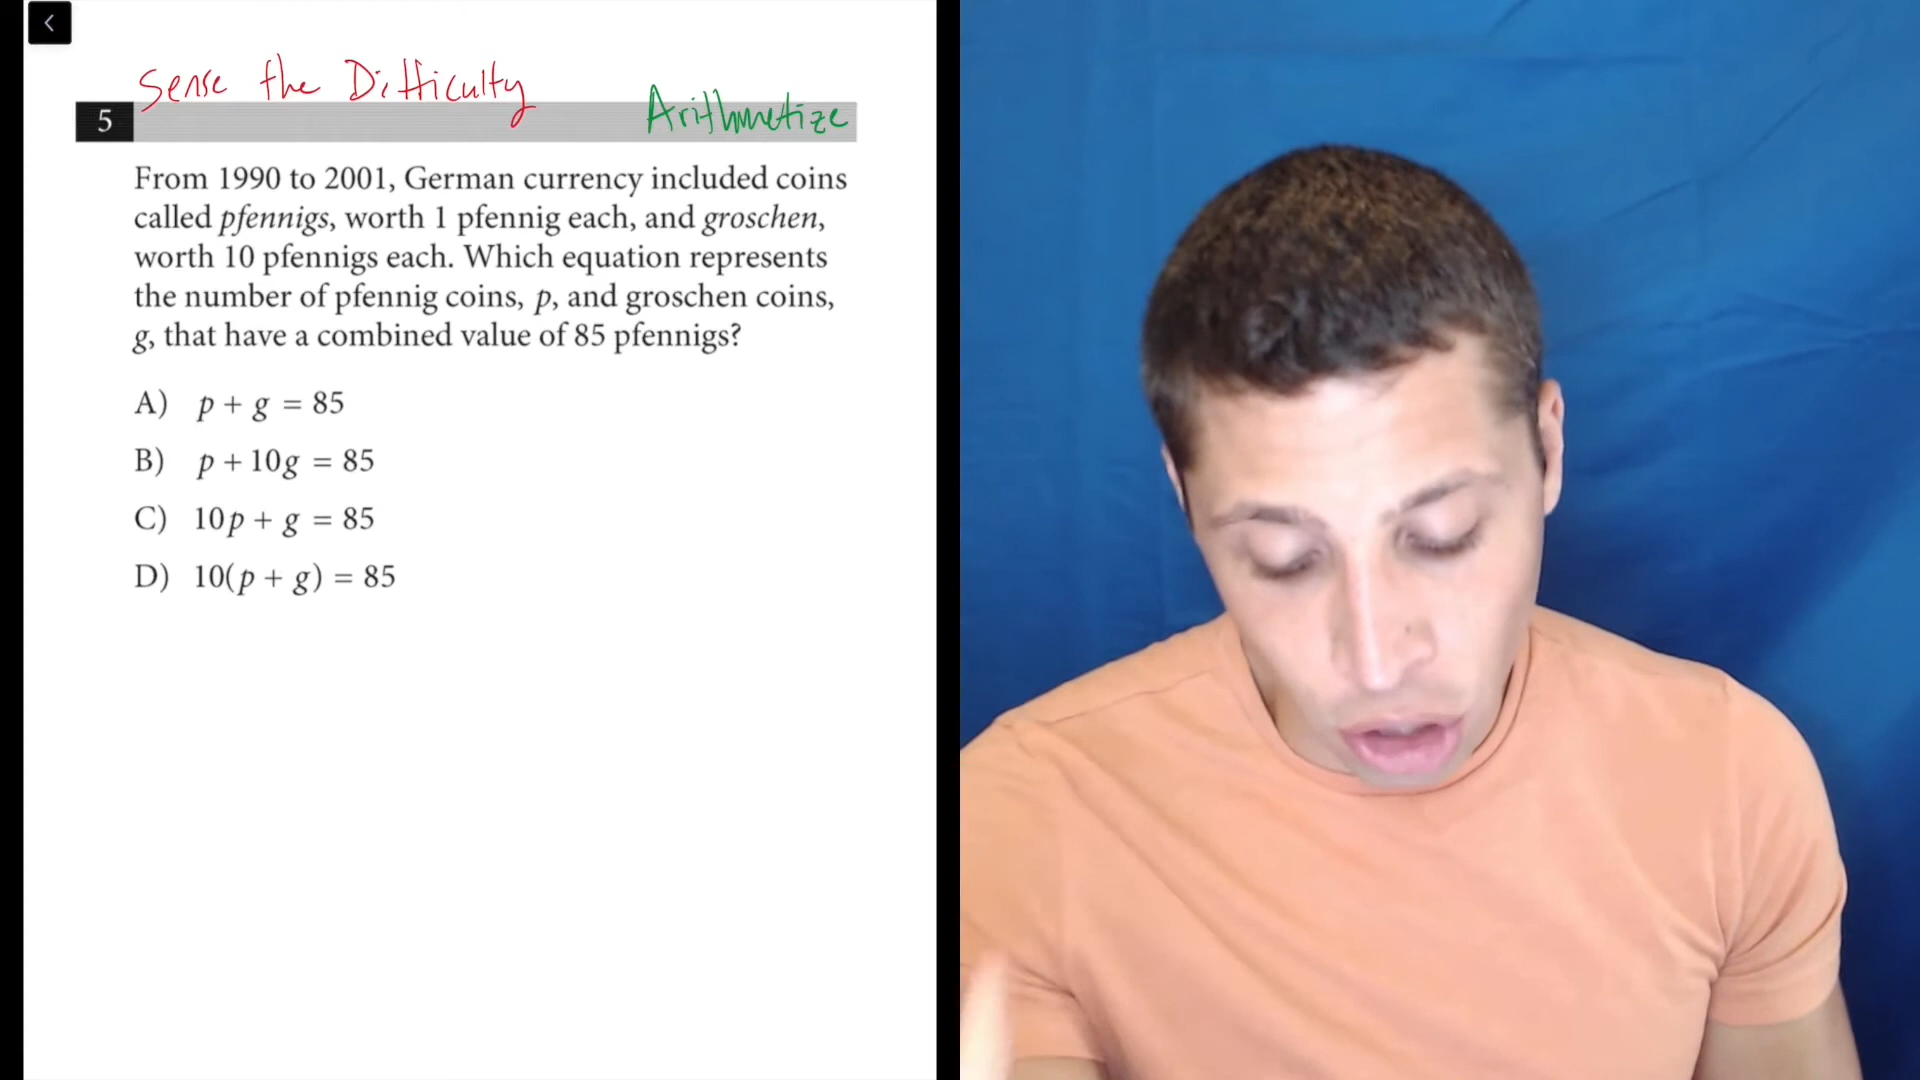 Sense the Difficulty
Arithmetize
5
From 1990 to 2001, German currency included coins
called pfennigs, worth 1 pfennig each, and groschen,
worth 10 pfennigs each. Which equation represents
the number of pfennig coins, p, and groschen coins,
g, that have a combined value of 85 pfennigs?
A) p + g = 85
B) p + 10g = 85
C) 10p + g = 85
D) 10(p + g) = 85